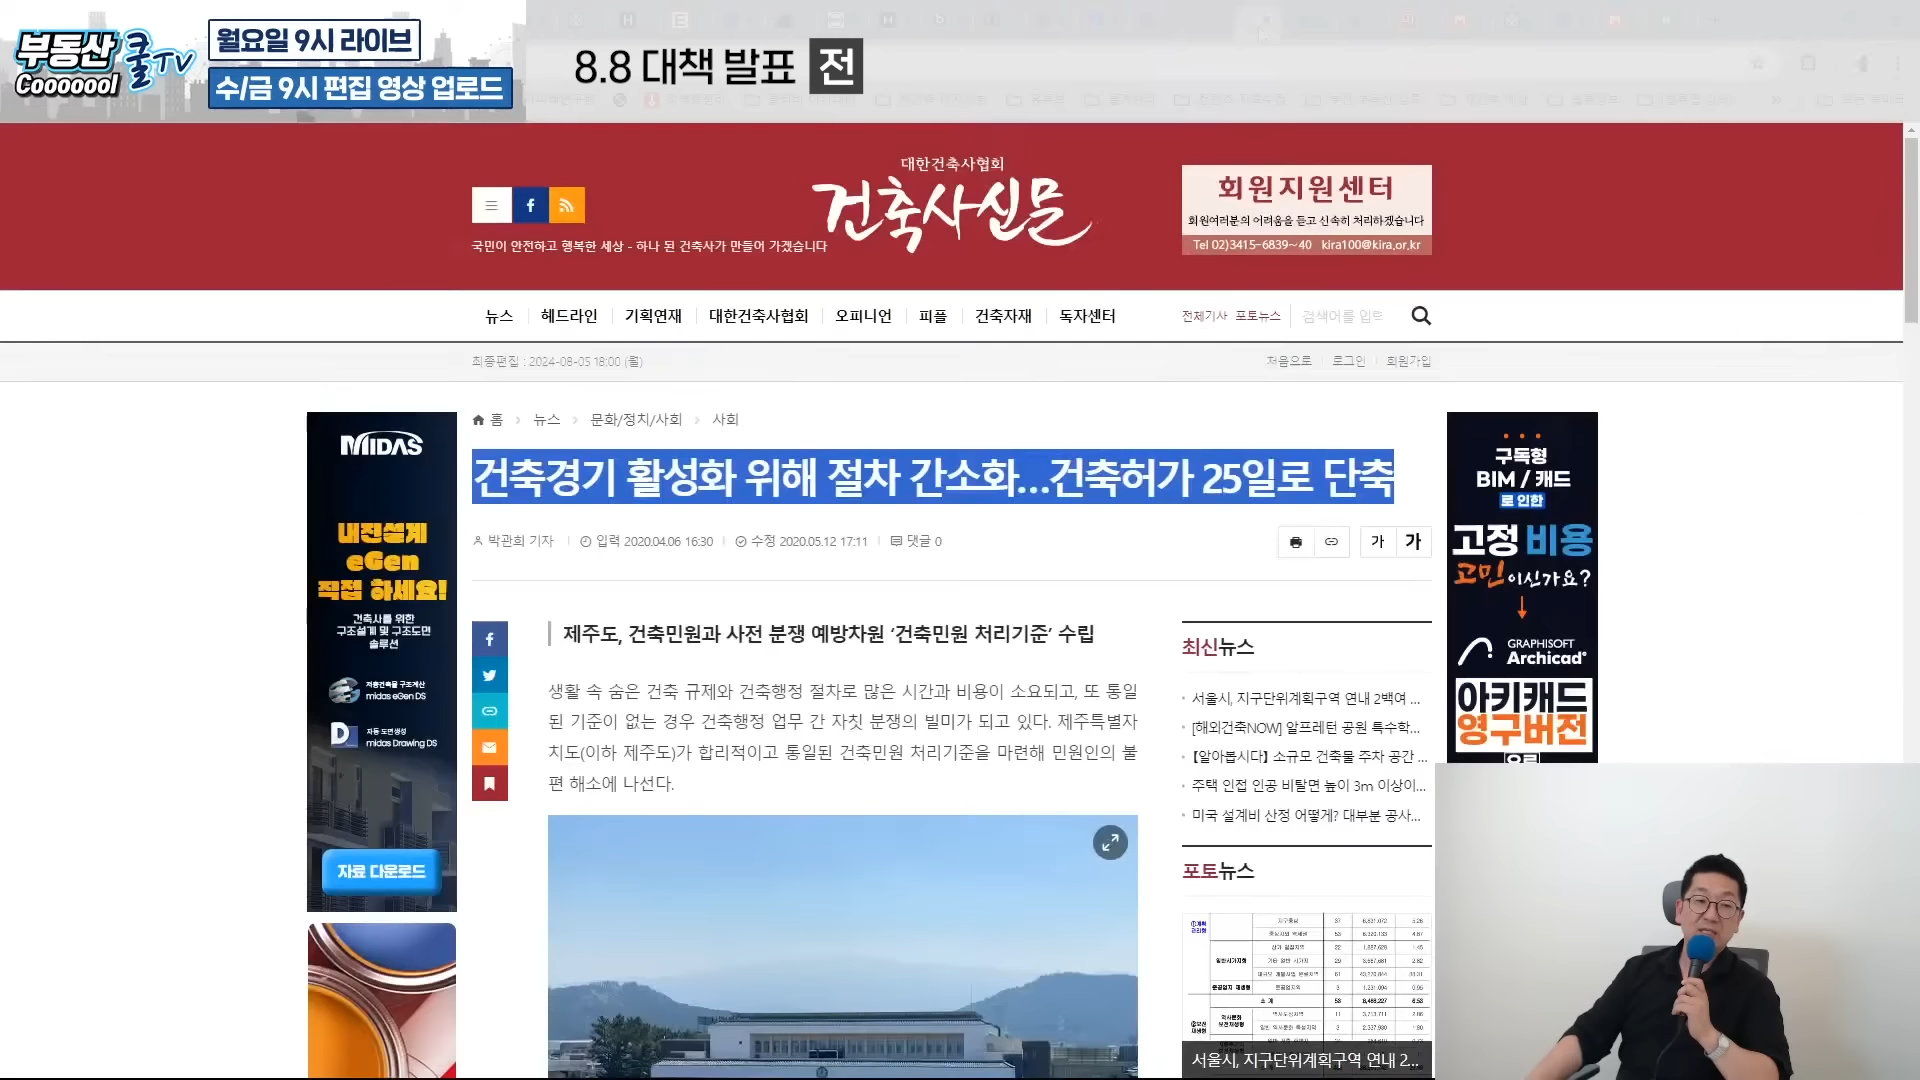 부동산
Cooooool
쿨TV
월요일 9시 라이브
수/금 9시 편집 영상 업로드
8.8 대책 발표 전
대한건축사협회
건축사신문
국민이 안전하고 행복한 세상 - 하나 된 건축사가 만들어 가겠습니다
회원지원센터
회원여러분의 어려움을 듣고 신속히 처리하겠습니다
Tel 02)3415-6839~40 kira100@kira.or.kr
뉴스 헤드라인 기획연재 대한건축사협회 오피니언 피플 건축자재 독자센터
전체기사 포토뉴스 검색어를 입력
최종편집 : 2024-08-05 18:00 (월)
처음으로 로그인 회원가입
홈 뉴스 문화/정치/사회 사회
건축경기 활성화 위해 절차 간소화…건축허가 25일로 단축
박관희 기자 입력 2020.04.06 16:30 수정 2020.05.12 17:11 댓글 0
가 가
제주도, 건축민원과 사전 분쟁 예방차원 ‘건축민원 처리기준’ 수립
생활 속 숨은 건축 규제와 건축행정 절차로 많은 시간과 비용이 소요되고, 또 통일
된 기준이 없는 경우 건축행정 업무 간 자칫 분쟁의 빌미가 되고 있다. 제주특별자
치도(이하 제주도)가 합리적이고 통일된 건축민원 처리기준을 마련해 민원인의 불
편 해소에 나선다.
MIDAS
내진설계
eGen
직접 하세요!
건축사를 위한
구조설계 및 구조도면
솔루션
저층건축물 구조계산
midas eGen DS
자동 도면생성
midas Drawing DS
자료 다운로드
최신뉴스
서울시, 지구단위계획구역 연내 2백여 ...
[해외건축NOW] 알프레턴 공원 특수학...
【알아봅시다】 소규모 건축물 주차 공간 ...
주택 인접 인공 비탈면 높이 3m 이상이...
미국 설계비 산정 어떻게? 대부분 공사...
포토뉴스
서울시, 지구단위계획구역 연내 2...
구독형
BIM / 캐드
로 인한
고정 비용
고민이신가요?
GRAPHISOFT
Archicad
아키캐드
영구버전